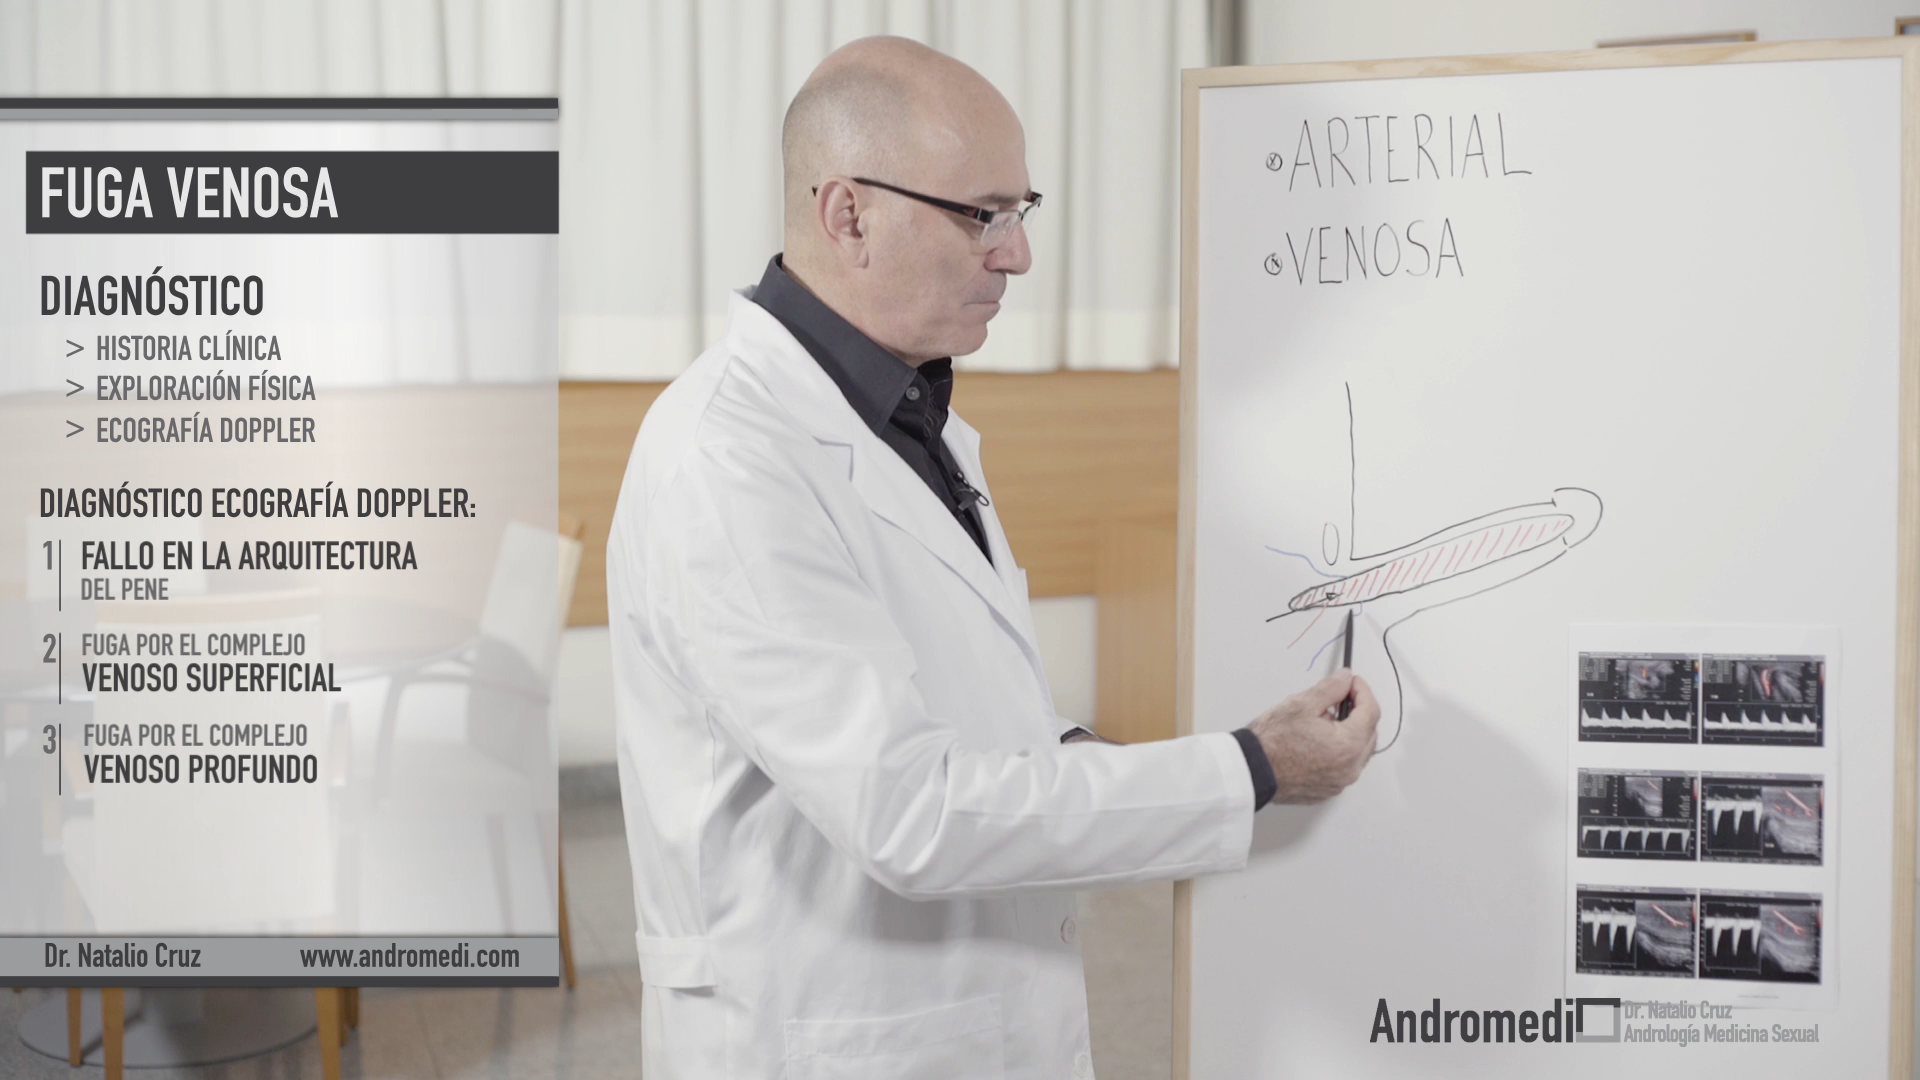 FUGA VENOSA
DIAGNÓSTICO
> HISTORIA CLÍNICA
> EXPLORACIÓN FÍSICA
> ECOGRAFÍA DOPPLER
DIAGNÓSTICO ECOGRAFÍA DOPPLER:
1 FALLO EN LA ARQUITECTURA
DEL PENE
2 FUGA POR EL COMPLEJO
VENOSO SUPERFICIAL
3 FUGA POR EL COMPLEJO
VENOSO PROFUNDO
Dr. Natalio Cruz www.andromedi.com
ARTERIAL
VENOSA
Andromedi
Dr. Natalio Cruz
Andrología Medicina Sexual